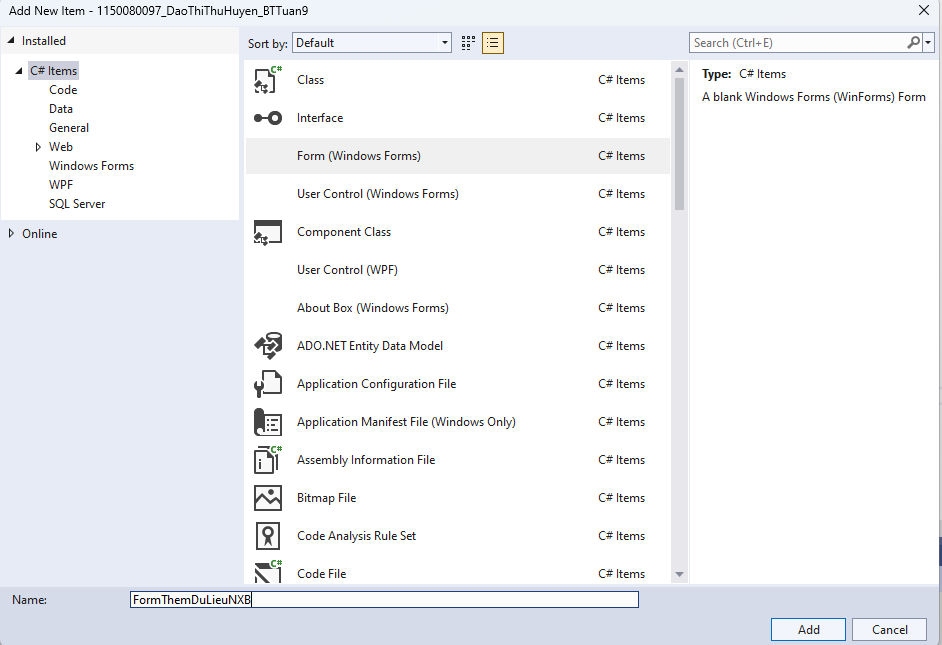 Add New Item - 1150080097_DaoThiThuHuyen_BTTuan9
Installed
Sort by: Default
Search (Ctrl+E)
C# Items
Code
Data
General
Web
Windows Forms
WPF
SQL Server
Online
C# Class C# Items
Interface C# Items
Form (Windows Forms) C# Items
User Control (Windows Forms) C# Items
Component Class C# Items
User Control (WPF) C# Items
About Box (Windows Forms) C# Items
ADO.NET Entity Data Model C# Items
Application Configuration File C# Items
Application Manifest File (Windows Only) C# Items
C# Assembly Information File C# Items
Bitmap File C# Items
Code Analysis Rule Set C# Items
C# Code File C# Items
Type: C# Items
A blank Windows Forms (WinForms) Form
Name: FormThemDuLieuNXB
Add Cancel